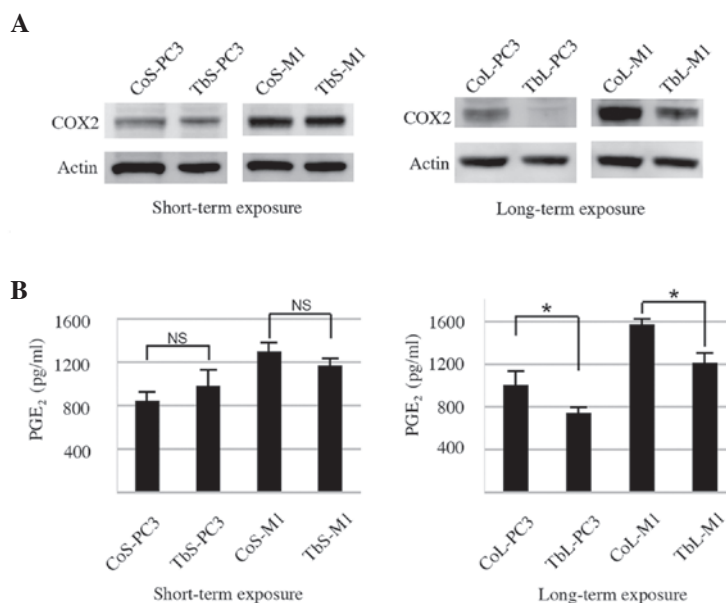 A
CoS-PC3
TbS-PC3
CoS-M1
TbS-M1
COX2
Actin
Short-term exposure
CoL-PC3
TbL-PC3
CoL-M1
TbL-M1
COX2
Actin
Long-term exposure
B
PGE₂ (pg/ml)
1600
1200
800
400
NS
NS
CoS-PC3
TbS-PC3
CoS-M1
TbS-M1
Short-term exposure
PGE₂ (pg/ml)
1600
1200
800
400
*
*
CoL-PC3
TbL-PC3
CoL-M1
TbL-M1
Long-term exposure